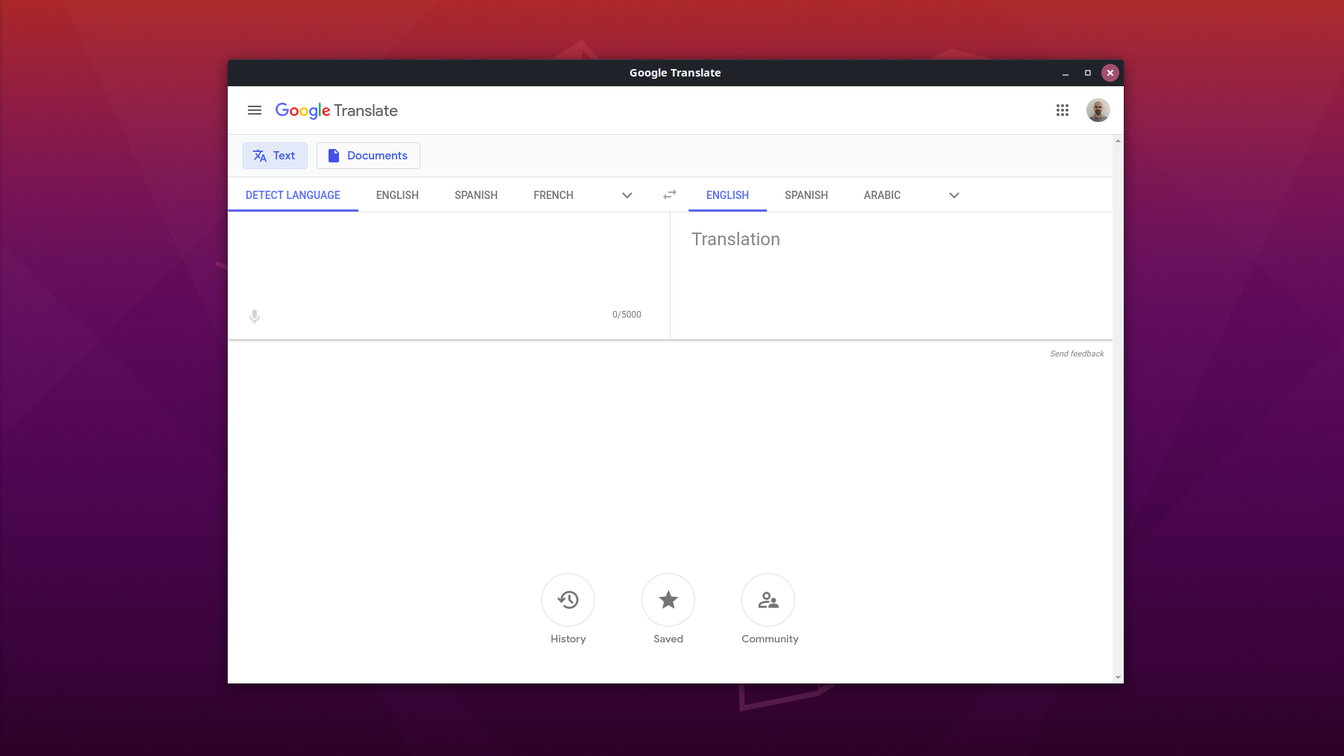 Google Translate
Google Translate
Text Documents
DETECT LANGUAGE ENGLISH SPANISH FRENCH ENGLISH SPANISH ARABIC
Translation
0/5000
Send feedback
History Saved Community